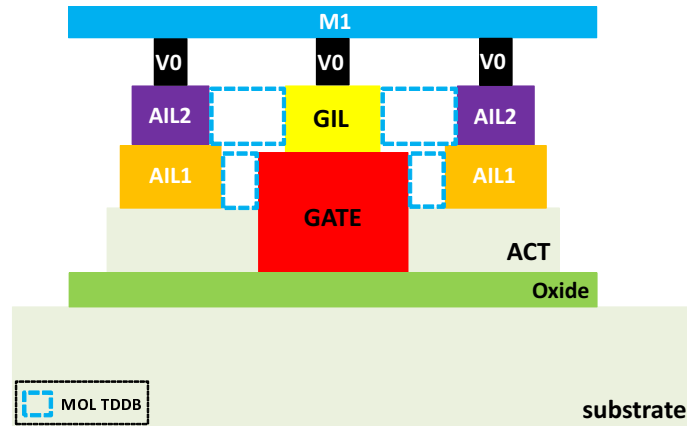 M1
V0 V0 V0
AIL2 GIL AIL2
AIL1 AIL1
GATE
ACT
Oxide
MOL TDDB
substrate